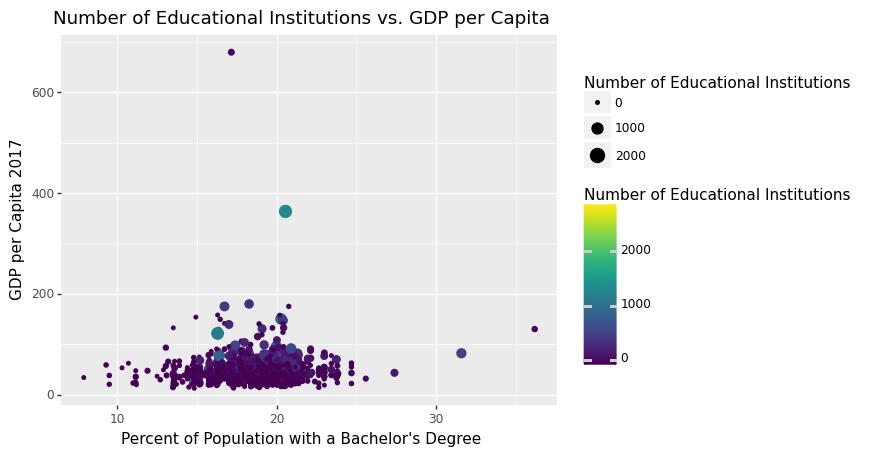 Number of Educational Institutions vs. GDP per Capita
600
400
200
0
GDP per Capita 2017
10
20
30
Percent of Population with a Bachelor's Degree
Number of Educational Institutions
0
1000
2000
Number of Educational Institutions
2000
1000
0